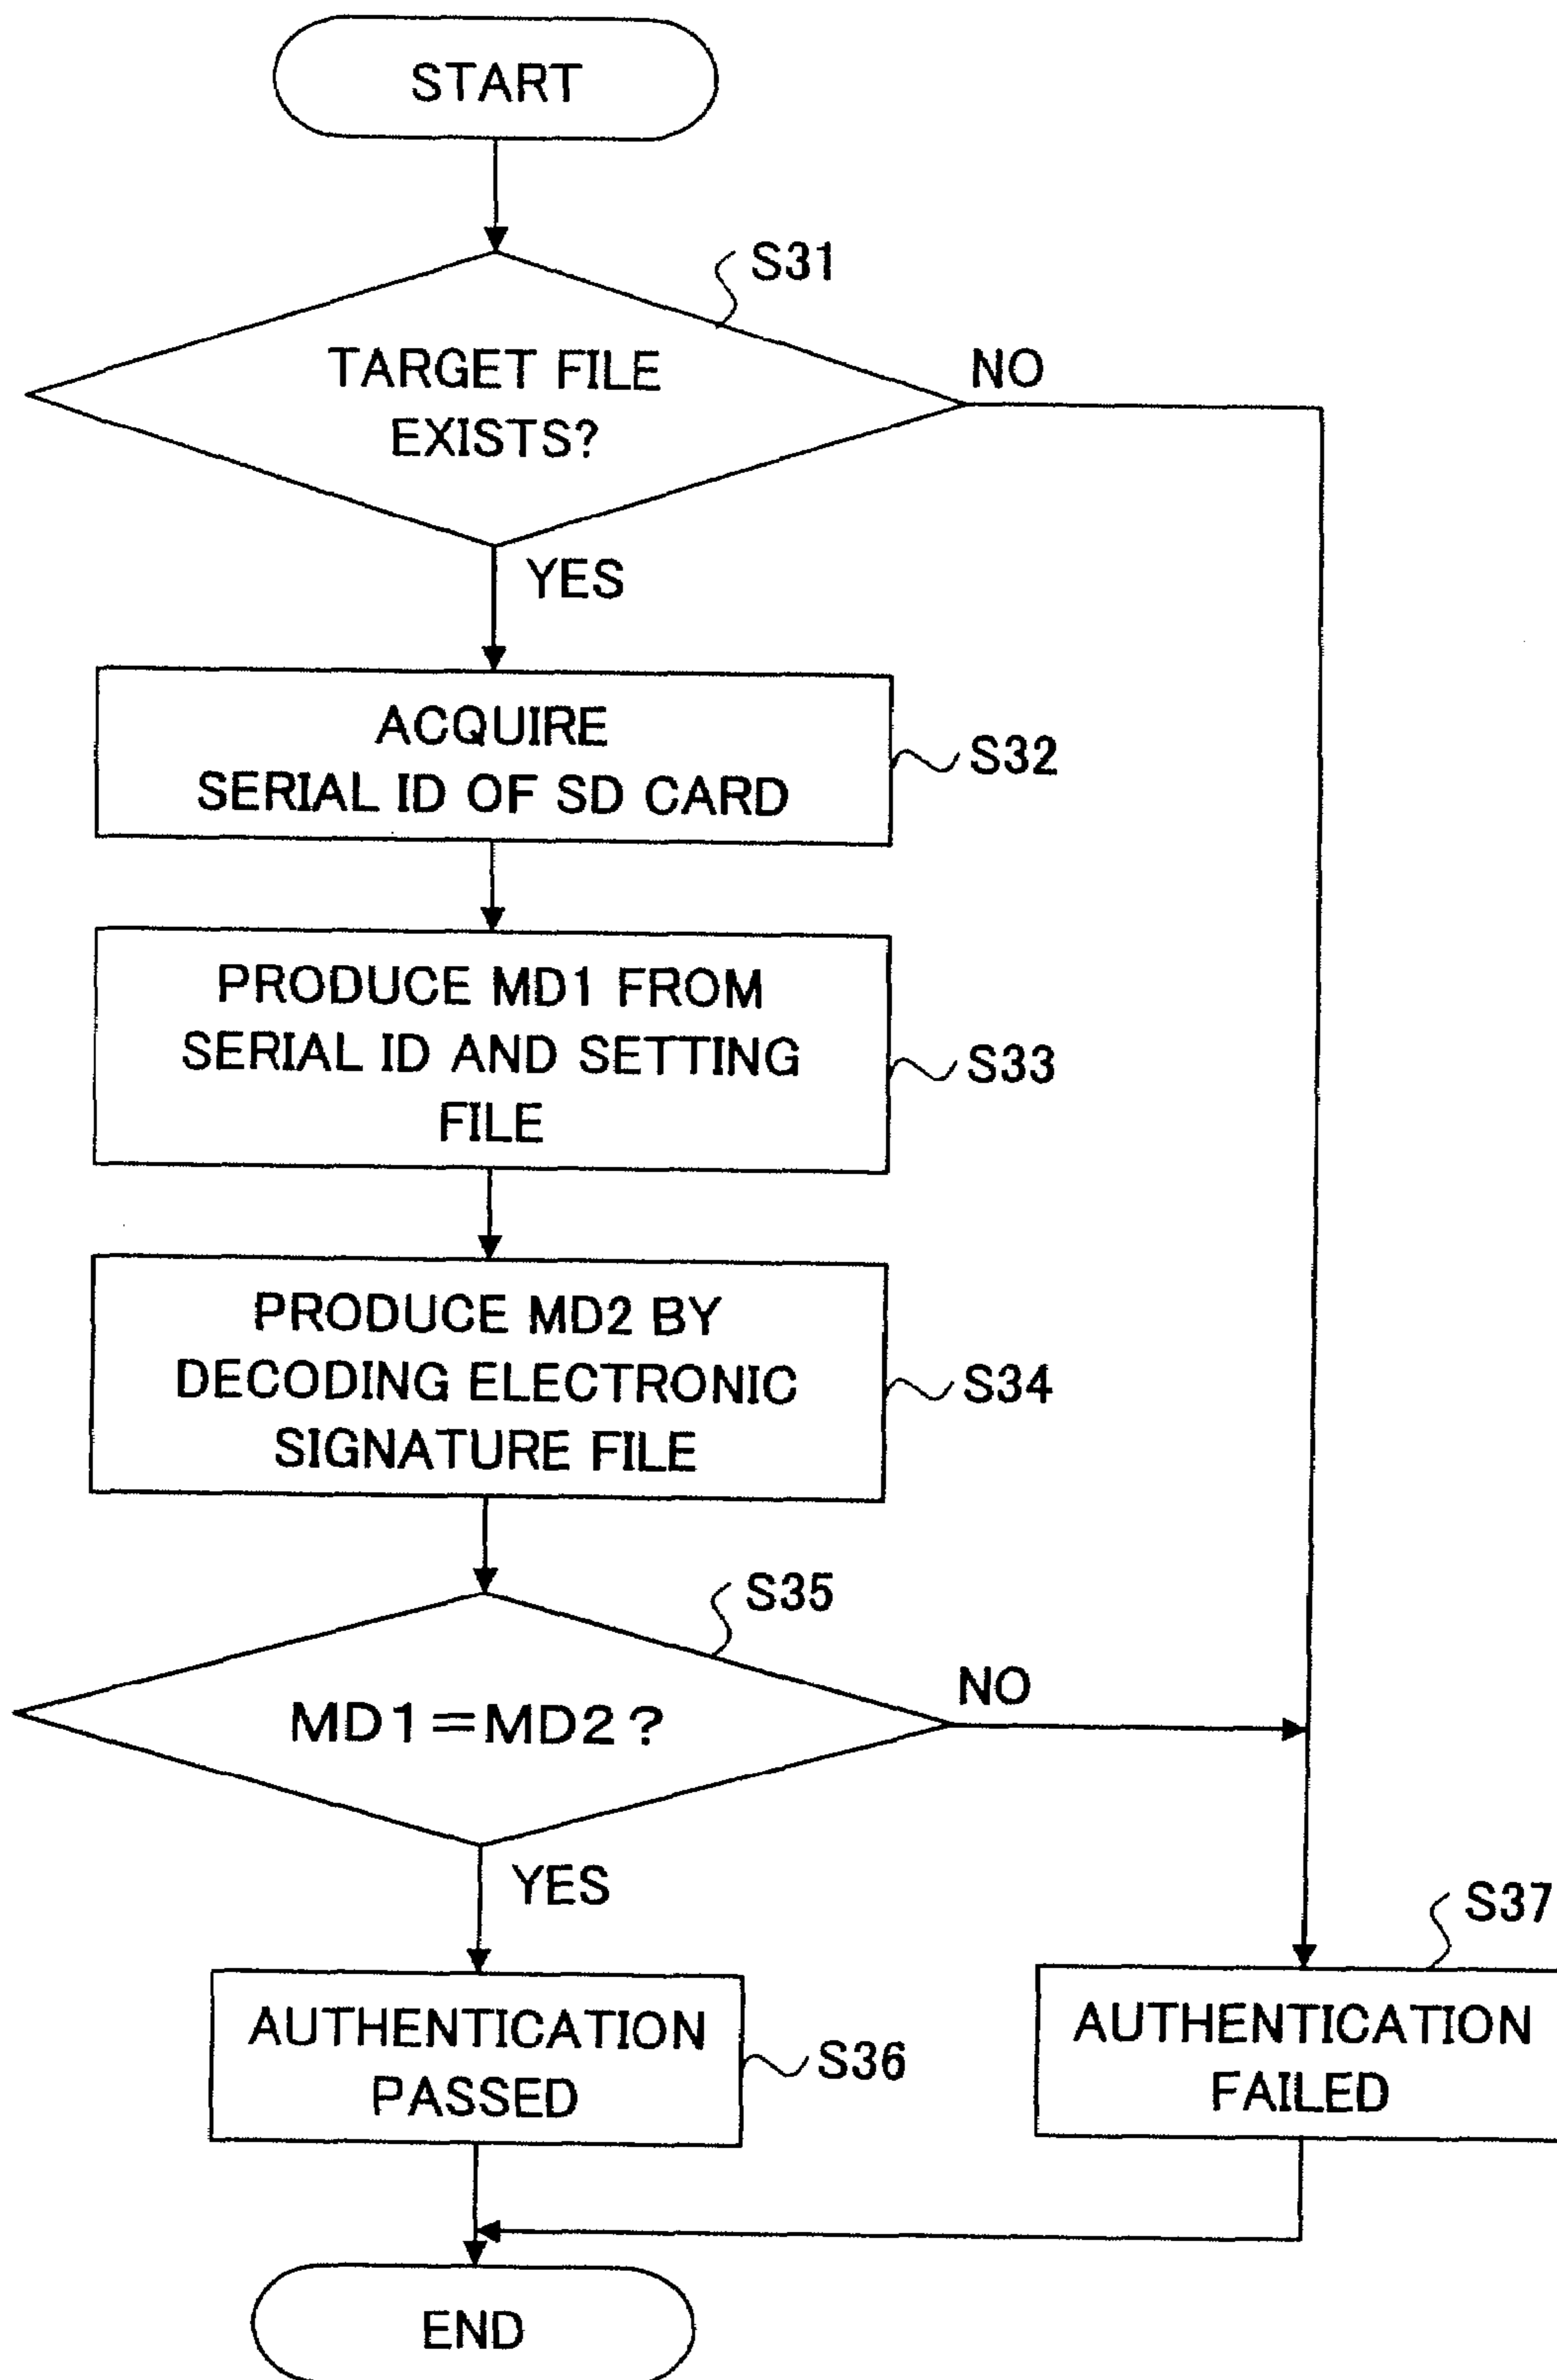 START
S31
TARGET FILE
EXISTS?
NO
YES
ACQUIRE
SERIAL ID OF SD CARD
S32
PRODUCE MD1 FROM
SERIAL ID AND SETTING
FILE
S33
PRODUCE MD2 BY
DECODING ELECTRONIC
SIGNATURE FILE
S34
S35
MD1=MD2?
NO
YES
S37
AUTHENTICATION
PASSED
S36
AUTHENTICATION
FAILED
END